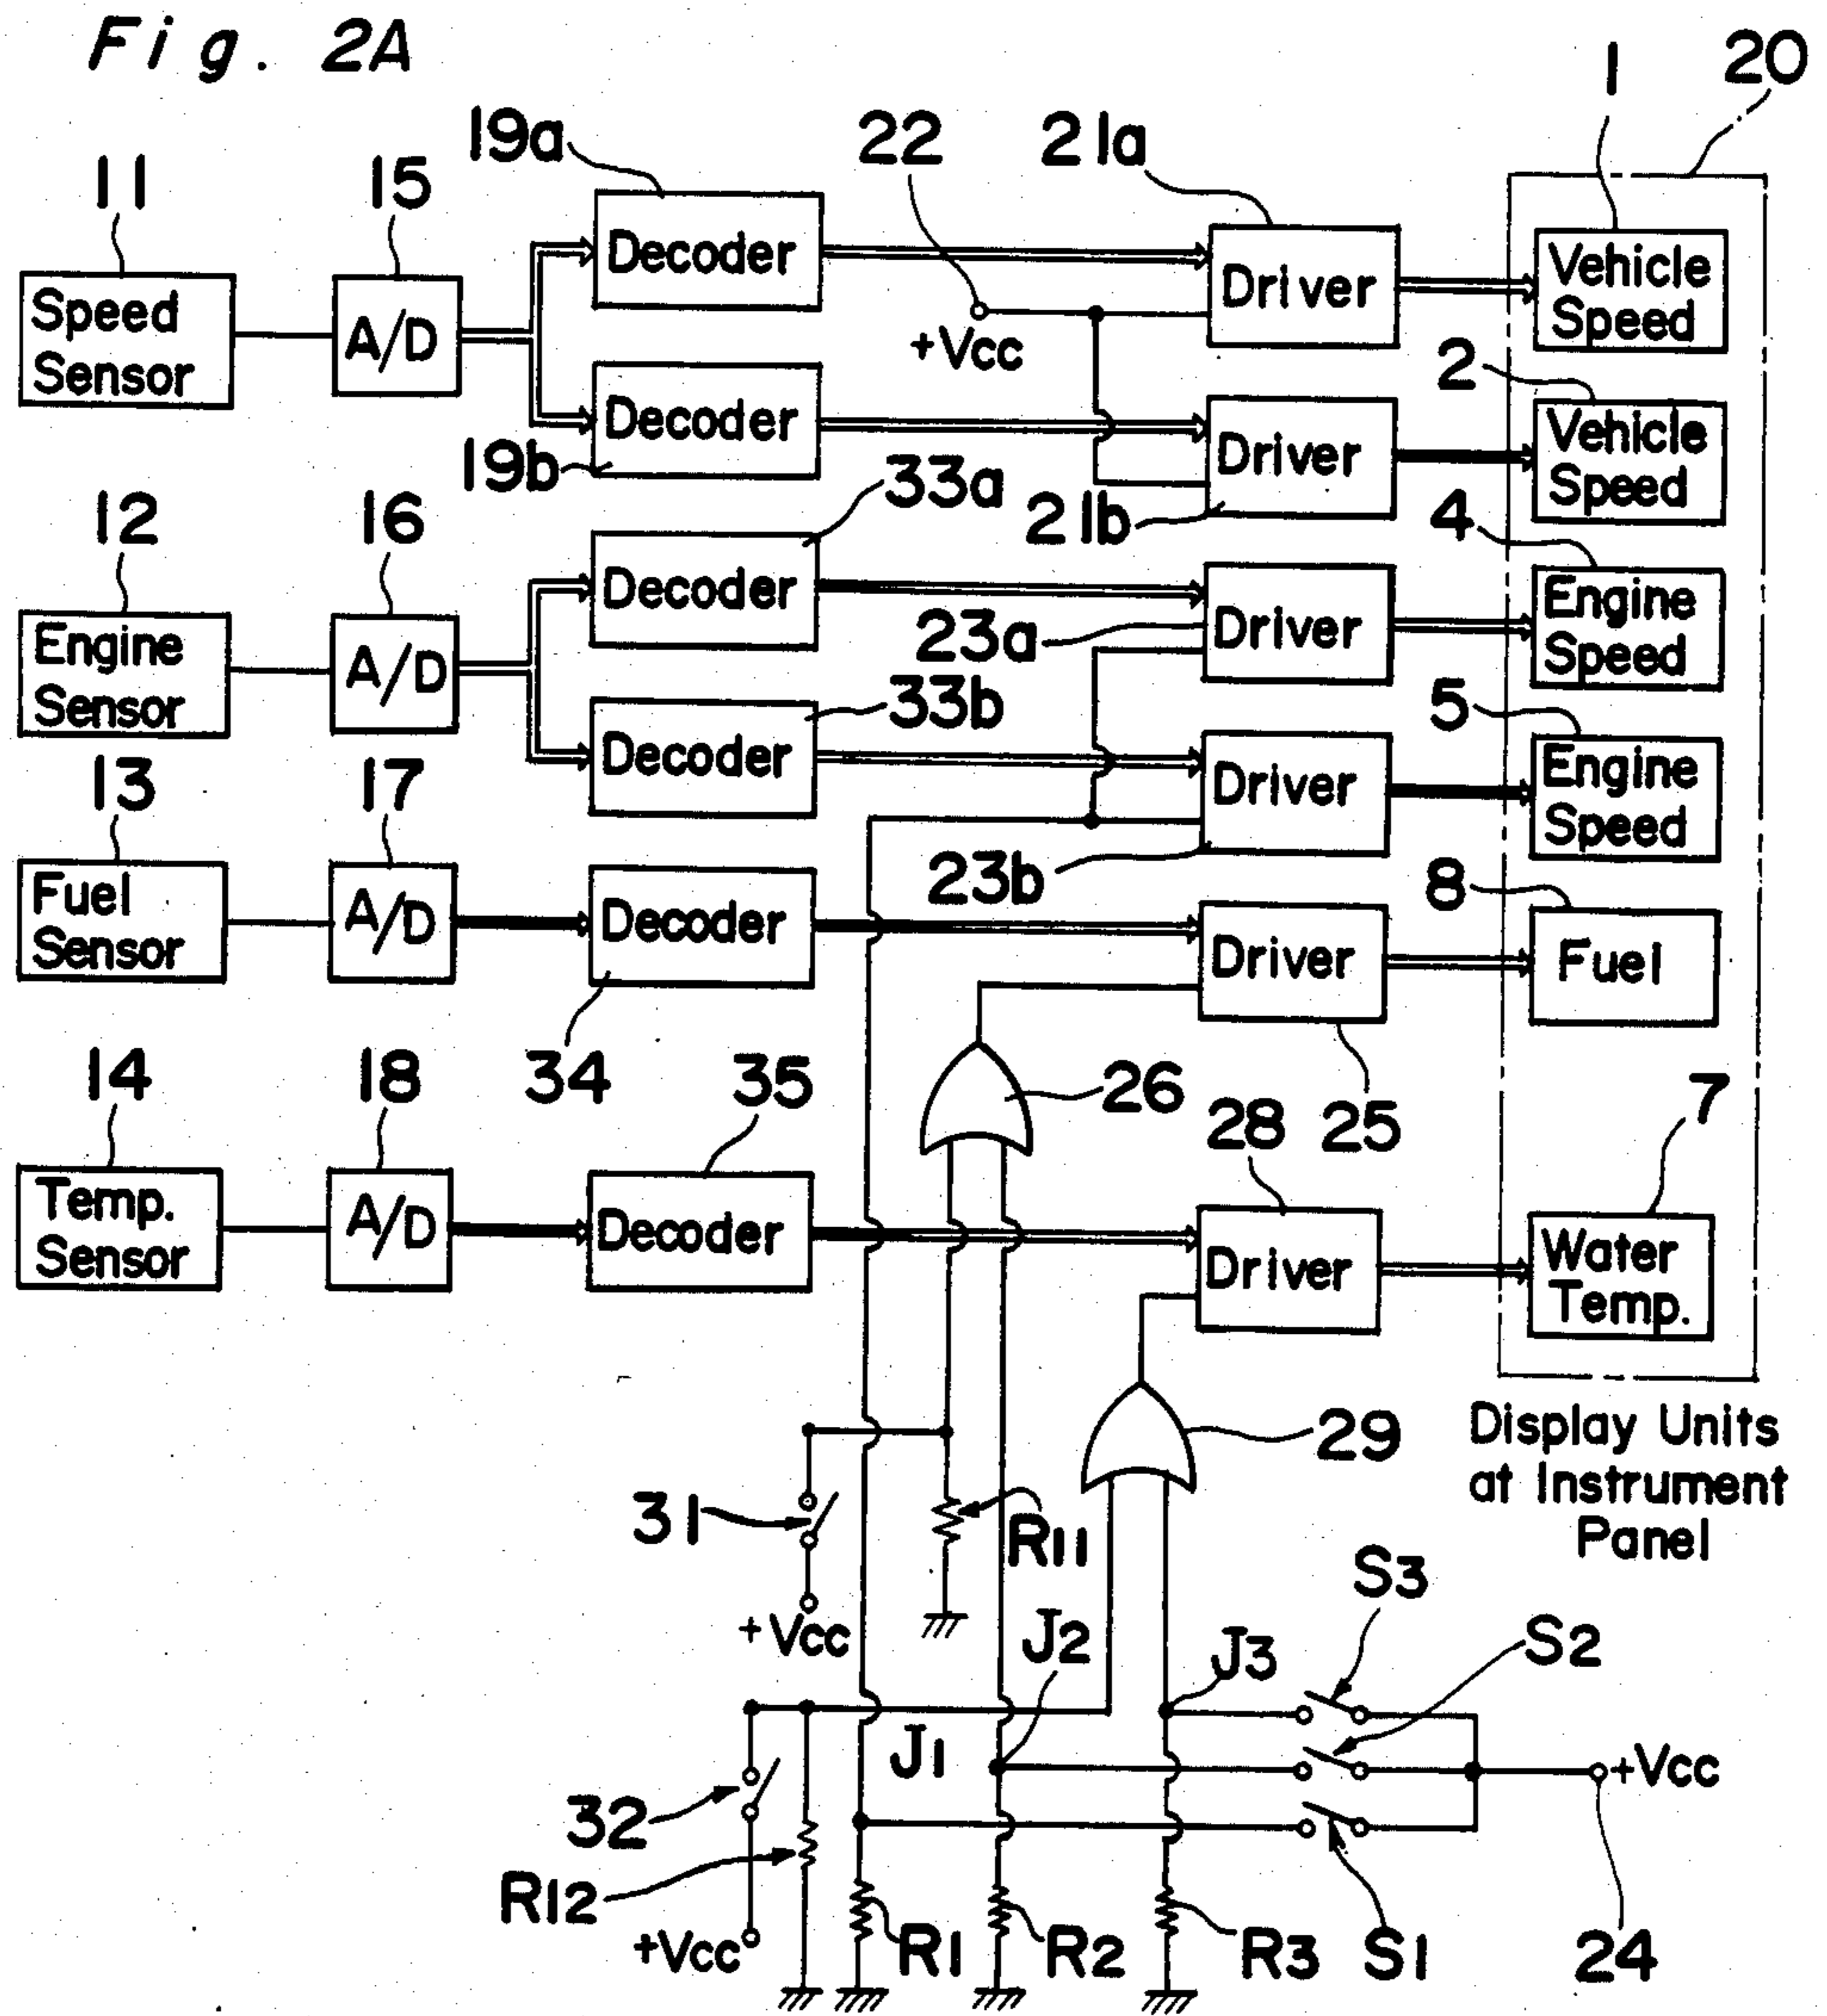 Fig. 2A
1
20
19a
22
21a
11
15
Decoder
Driver
Vehicle
Speed
Speed
Sensor
A/D
+Vcc
2
Decoder
Driver
Vehicle
Speed
19b
33a
21b
4
12
16
Decoder
23a
Driver
Engine
Speed
Engine
Sensor
A/D
33b
5
Decoder
Driver
Engine
Speed
13
17
23b
8
Fuel
Sensor
A/D
Decoder
Driver
Fuel
14
18
34
35
26
28
25
7
Temp.
Sensor
A/D
Decoder
Driver
Water
Temp.
29
Display Units
at Instrument
Panel
31
R11
S3
+Vcc
J2
J3
S2
J1
+Vcc
32
R12
+Vcc
R1
R2
R3
S1
24